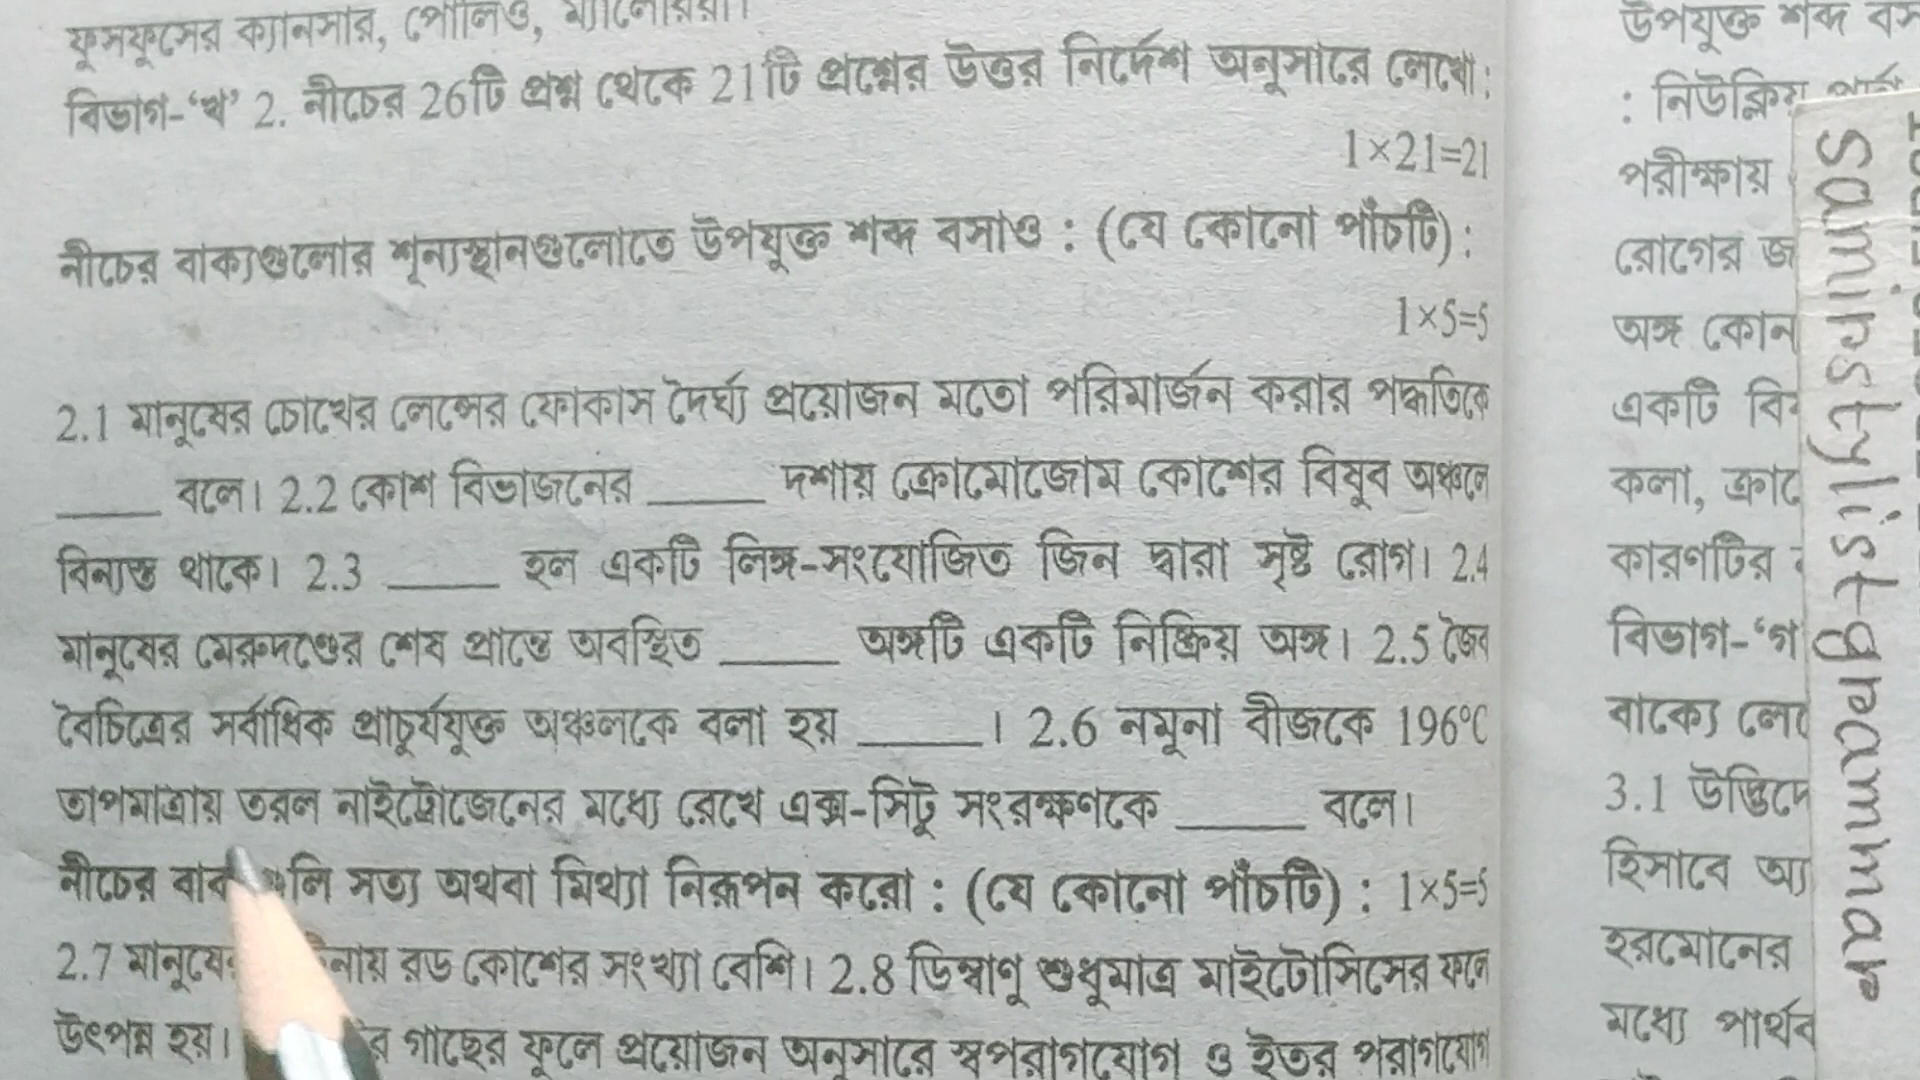 ফুসফুসের ক্যানসার, পোলিও, ম্যালেরিয়া।
বিভাগ-‘খ’ 2. নীচের 26টি প্রশ্ন থেকে 21টি প্রশ্নের উত্তর নির্দেশ অনুসারে লেখো :
1×21=21
নীচের বাক্যগুলোর শূন্যস্থানগুলোতে উপযুক্ত শব্দ বসাও : (যে কোনো পাঁচটি) :
1×5=5
2.1 মানুষের চোখের লেন্সের ফোকাস দৈর্ঘ্য প্রয়োজন মতো পরিমার্জন করার পদ্ধতিকে
_____ বলে। 2.2 কোশ বিভাজনের _____ দশায় ক্রোমোজোম কোশের বিষুব অঞ্চলে
বিন্যস্ত থাকে। 2.3 _____ হল একটি লিঙ্গ-সংযোজিত জিন দ্বারা সৃষ্ট রোগ। 2.4
মানুষের মেরুদণ্ডের শেষ প্রান্তে অবস্থিত _____ অঙ্গটি একটি নিষ্ক্রিয় অঙ্গ। 2.5 জৈব
বৈচিত্রের সর্বাধিক প্রাচুর্যযুক্ত অঞ্চলকে বলা হয় _____। 2.6 নমূনা বীজকে 196°C
তাপমাত্রায় তরল নাইট্রোজেনের মধ্যে রেখে এক্স-সিটু সংরক্ষণকে _____ বলে।
নীচের সত্য অথবা মিথ্যা নিরূপন করো : (যে কোনো পাঁচটি) : 1×5=5
2.7 রড কোশের সংখ্যা বেশি। 2.8 ডিম্বাণু শুধুমাত্র মাইটোসিসের ফলে
উৎপন্ন হয়। গাছের ফুলে প্রয়োজন অনুসারে স্বপরাগযোগ ও ইতর পরাগযোগ
উপযুক্ত শব্দ
পরীক্ষায়
রোগের
অঙ্গ
একটি
কলা,
কারণটির
বিভাগ-‘গ
বাক্যে
3.1
হিসাবে
হরমোনের
মধ্যে
samirstylistgrammar